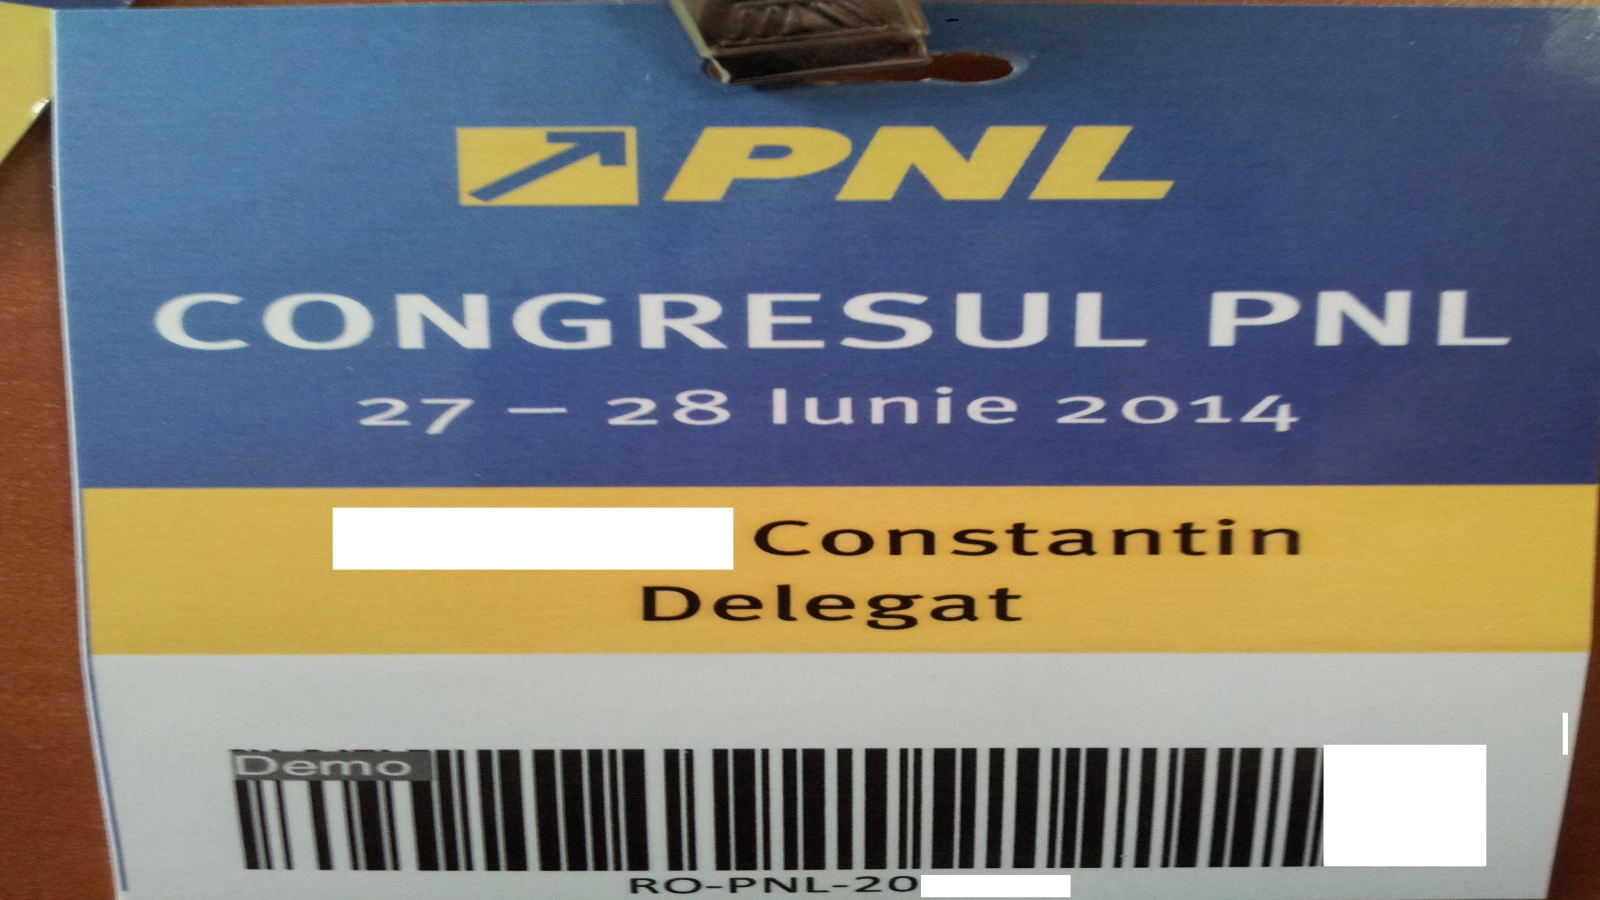 PNL
CONGRESUL PNL
27 – 28 Iunie 2014
Constantin
Delegat
Demo
RO-PNL-20